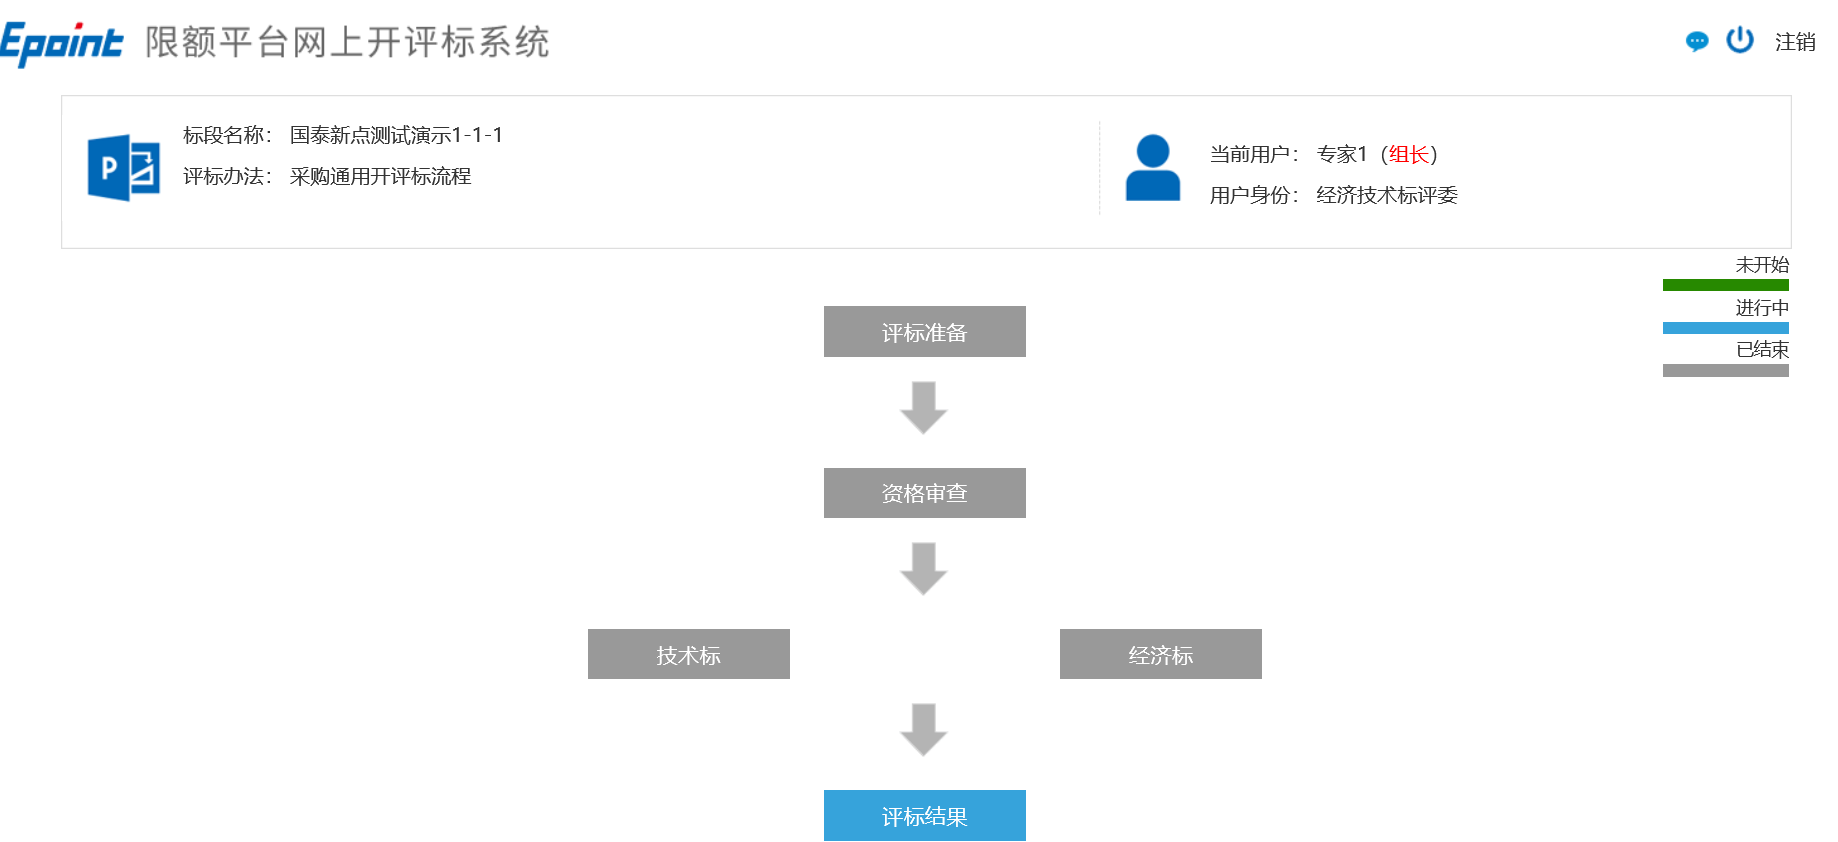 Epoint 限额平台网上开评标系统
注销
标段名称： 国泰新点测试演示1-1-1
评标办法： 采购通用开评标流程
当前用户： 专家1（组长）
用户身份： 经济技术标评委
未开始
进行中
已结束
评标准备
资格审查
技术标
经济标
评标结果